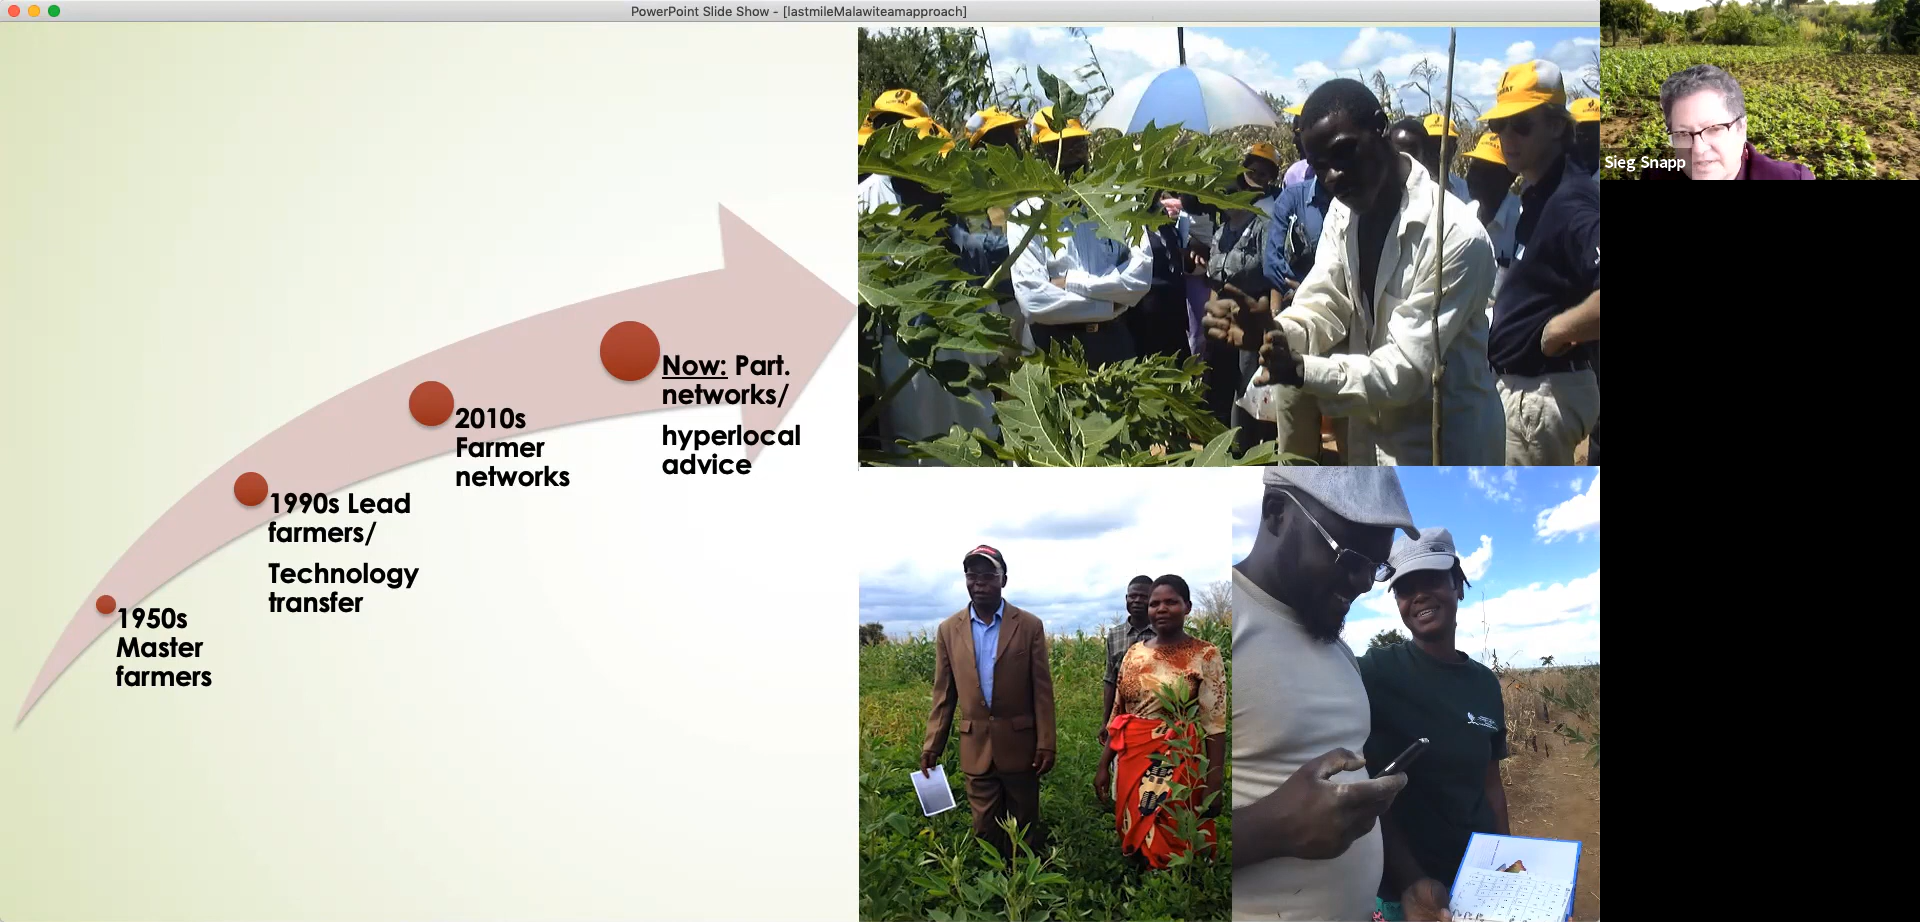 PowerPoint Slide Show - [lastmileMalawiteamapproach]
1950s
Master
farmers
1990s Lead
farmers/
Technology
transfer
2010s
Farmer
networks
Now: Part.
networks/
hyperlocal
advice
Sieg Snapp